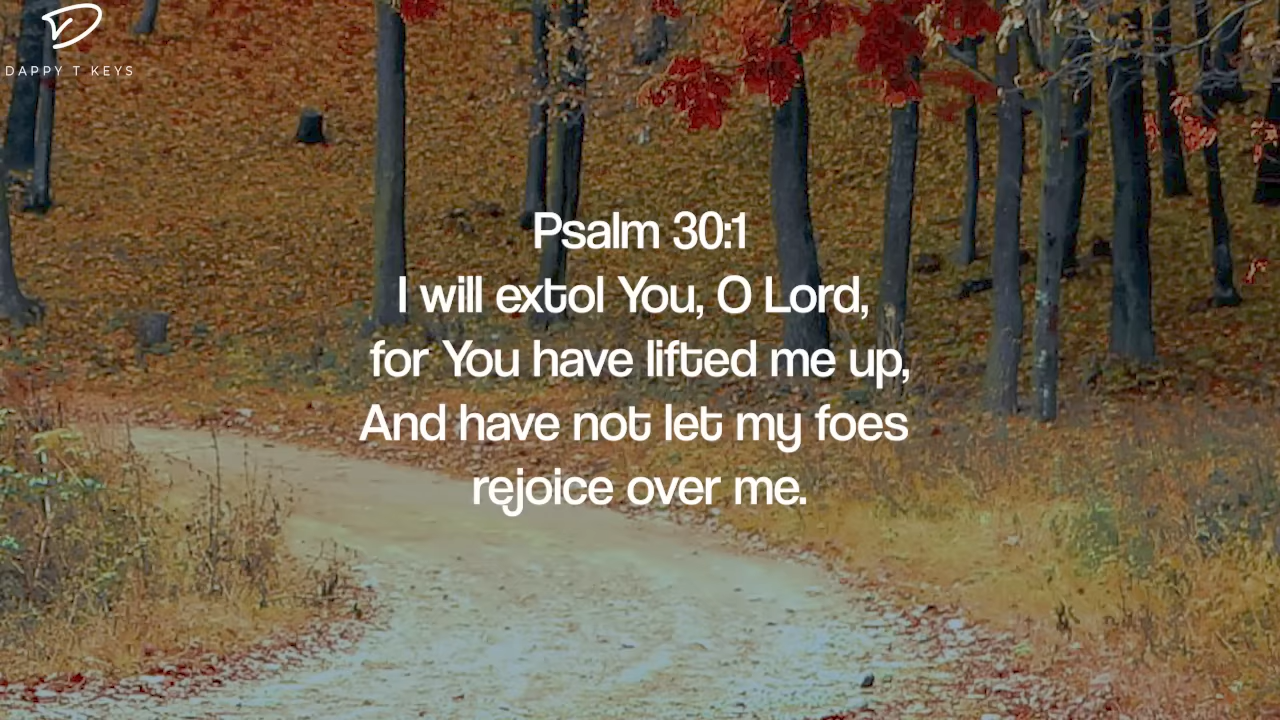 DAPPY T KEYS
Psalm 30:1
I will extol You, O Lord,
for You have lifted me up,
And have not let my foes
rejoice over me.